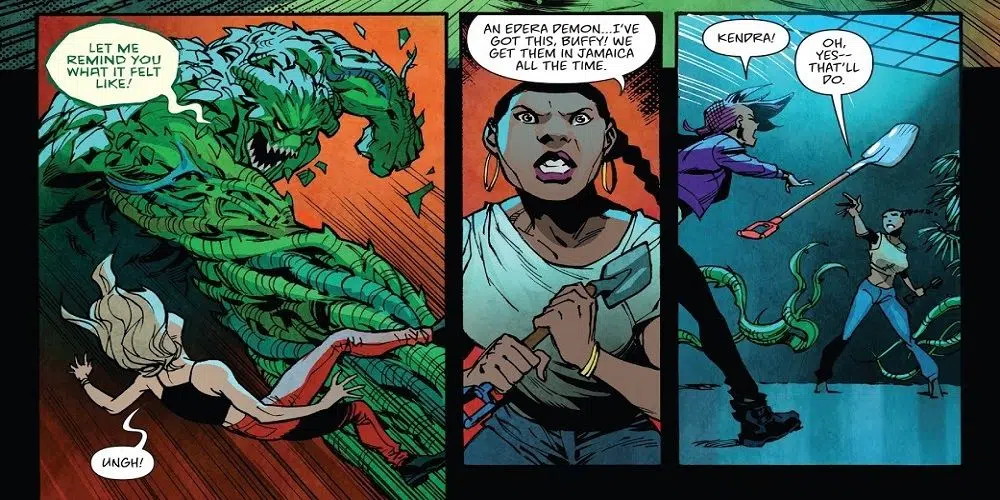 LET ME
REMIND YOU
WHAT IT FELT
LIKE!
UNGH!
AN EDERA DEMON...I'VE
GOT THIS, BUFFY! WE
GET THEM IN JAMAICA
ALL THE TIME.
KENDRA!
OH,
YES--
THAT'LL
DO.